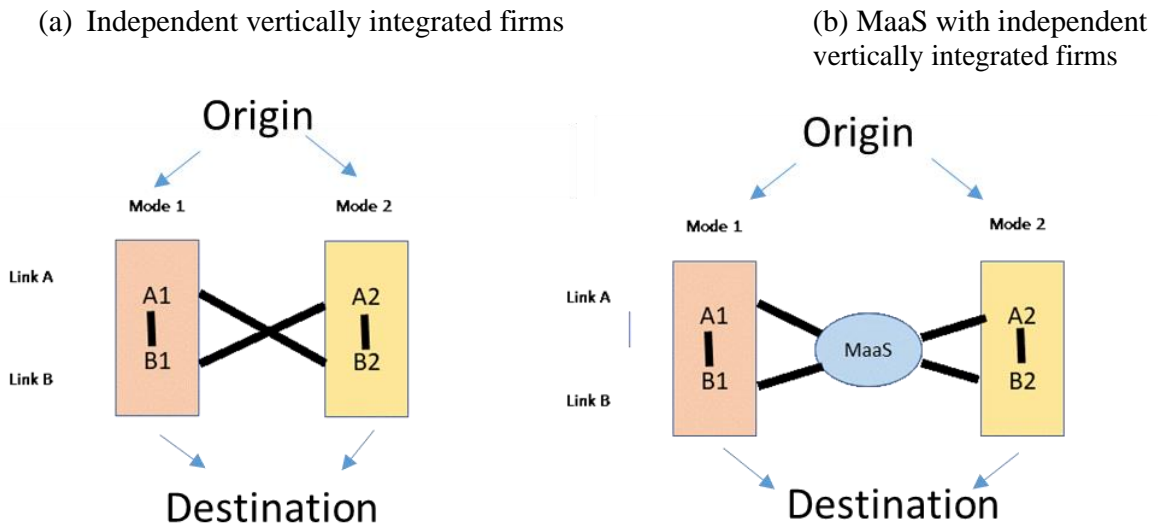 (a) Independent vertically integrated firms
Origin
Mode 1
Mode 2
Link A
A1
A2
B1
B2
Link B
Destination
(b) MaaS with independent
vertically integrated firms
Origin
Mode 1
Mode 2
Link A
A1
A2
MaaS
B1
B2
Link B
Destination